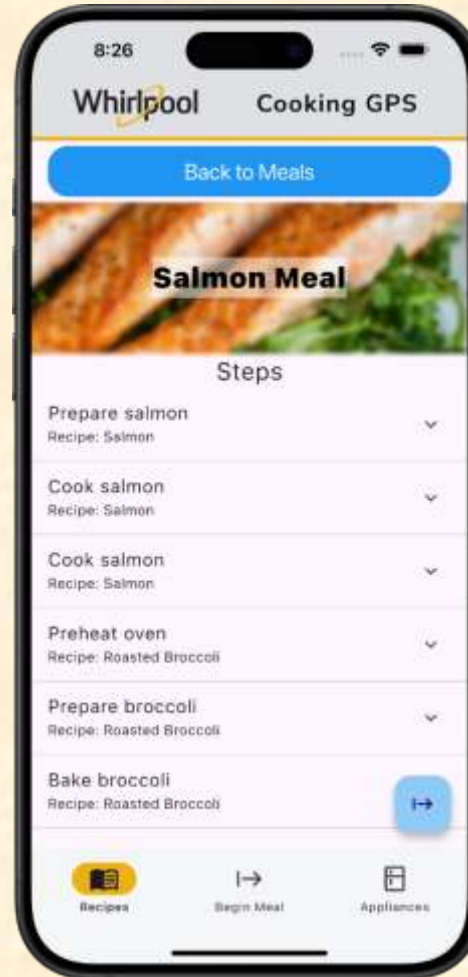 8:26
Whirlpool Cooking GPS
Back to Meals
Salmon Meal
Steps
Prepare salmon
Recipe: Salmon
Cook salmon
Recipe: Salmon
Cook salmon
Recipe: Salmon
Preheat oven
Recipe: Roasted Broccoli
Prepare broccoli
Recipe: Roasted Broccoli
Bake broccoli
Recipe: Roasted Broccoli
Recipes Begin Meal Appliances